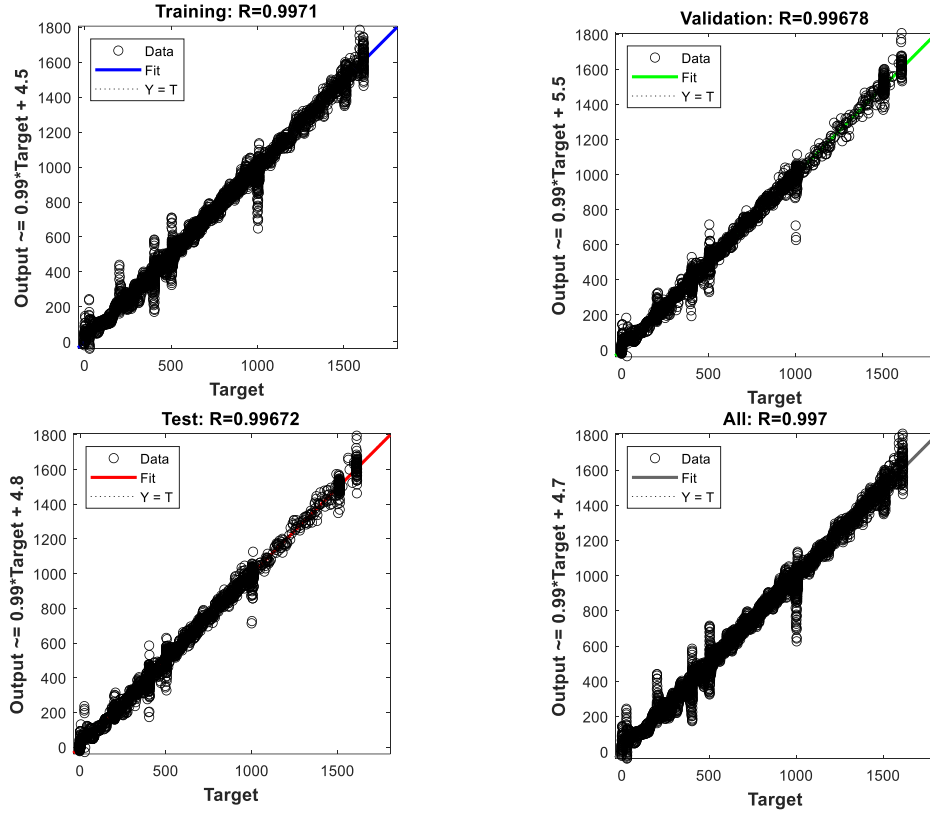 Training: R=0.9971
Output ~= 0.99*Target + 4.5
1800
1600
1400
1200
1000
800
600
400
200
0
Data
Fit
Y = T
0
500
1000
1500
Target
Validation: R=0.99678
Output ~= 0.99*Target + 5.5
1800
1600
1400
1200
1000
800
600
400
200
0
Data
Fit
Y = T
0
500
1000
1500
Target
Test: R=0.99672
Output ~= 0.99*Target + 4.8
1800
1600
1400
1200
1000
800
600
400
200
0
Data
Fit
Y = T
0
500
1000
1500
Target
All: R=0.997
Output ~= 0.99*Target + 4.7
1800
1600
1400
1200
1000
800
600
400
200
0
Data
Fit
Y = T
0
500
1000
1500
Target